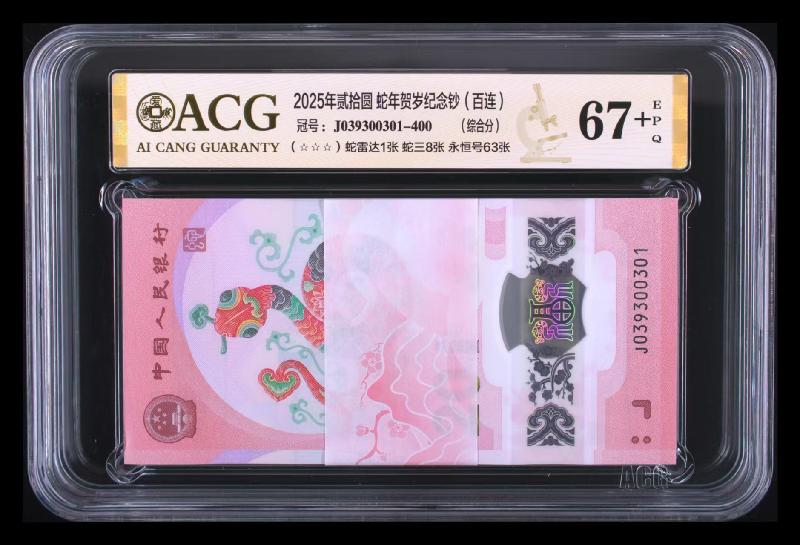 ACG
AI CANG GUARANTY
2025年贰拾圆 蛇年贺岁纪念钞(百连)
冠号: J039300301-400 (综合分)
(☆☆☆) 蛇雷达1张 蛇三8张 永恒号63张
67+
EPQ
中国人民银行
J039300301
ACG